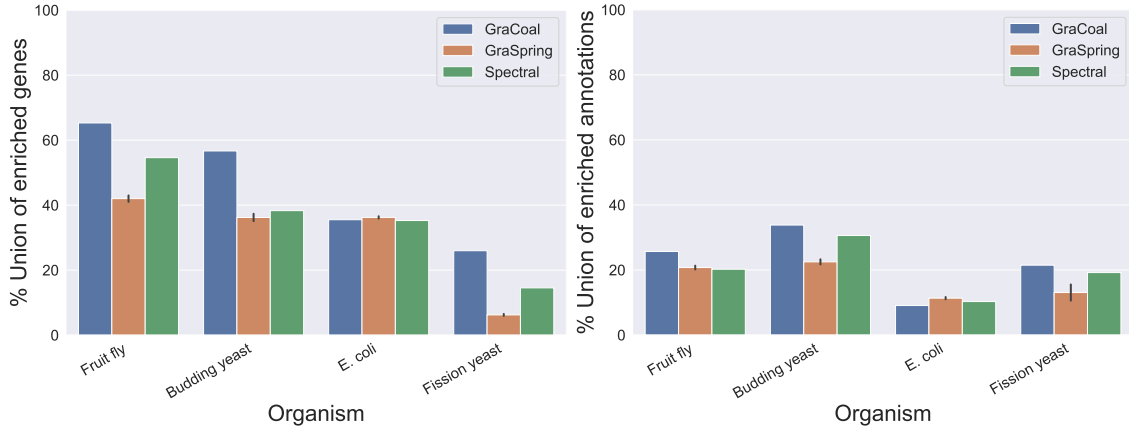 % Union of enriched genes
100
80
60
40
20
0
GraCoal
GraSpring
Spectral
Fruit fly
Budding yeast
E. coli
Fission yeast
Organism
% Union of enriched annotations
100
80
60
40
20
0
GraCoal
GraSpring
Spectral
Fruit fly
Budding yeast
E. coli
Fission yeast
Organism